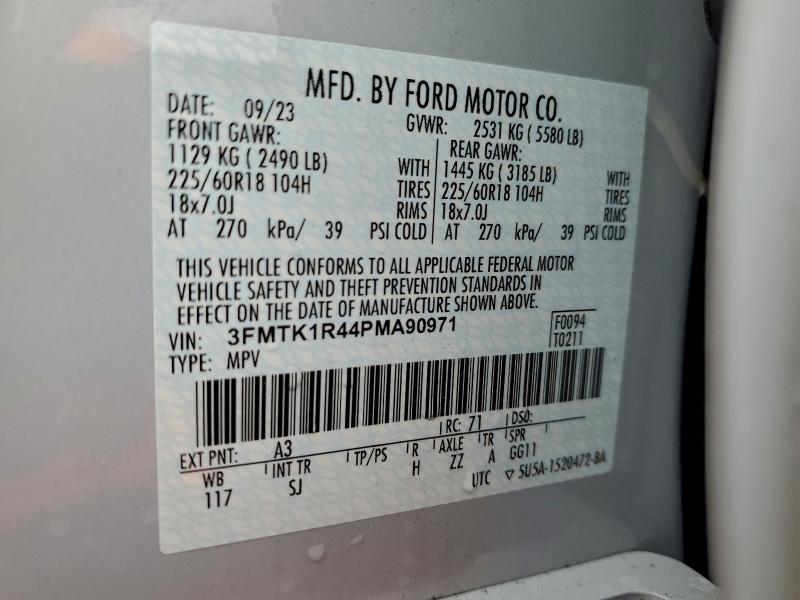 MFD. BY FORD MOTOR CO.
DATE: 09/23 GVWR: 2531 KG ( 5580 LB)
FRONT GAWR: REAR GAWR:
1129 KG ( 2490 LB) WITH 1445 KG ( 3185 LB) WITH
225/60R18 104H TIRES 225/60R18 104H TIRES
18x7.0J RIMS 18x7.0J RIMS
AT 270 kPa/ 39 PSI COLD AT 270 kPa/ 39 PSI COLD
THIS VEHICLE CONFORMS TO ALL APPLICABLE FEDERAL MOTOR
VEHICLE SAFETY AND THEFT PREVENTION STANDARDS IN
EFFECT ON THE DATE OF MANUFACTURE SHOWN ABOVE.
VIN: 3FMTK1R44PMA90971 F0094
TYPE: MPV T0211
EXT PNT: A3 RC: 71 DSO:
WB INT TR TP/PS R AXLE TR SPR
117 SJ H ZZ A GG11
UTC ▽ 5U5A-1520472-BA